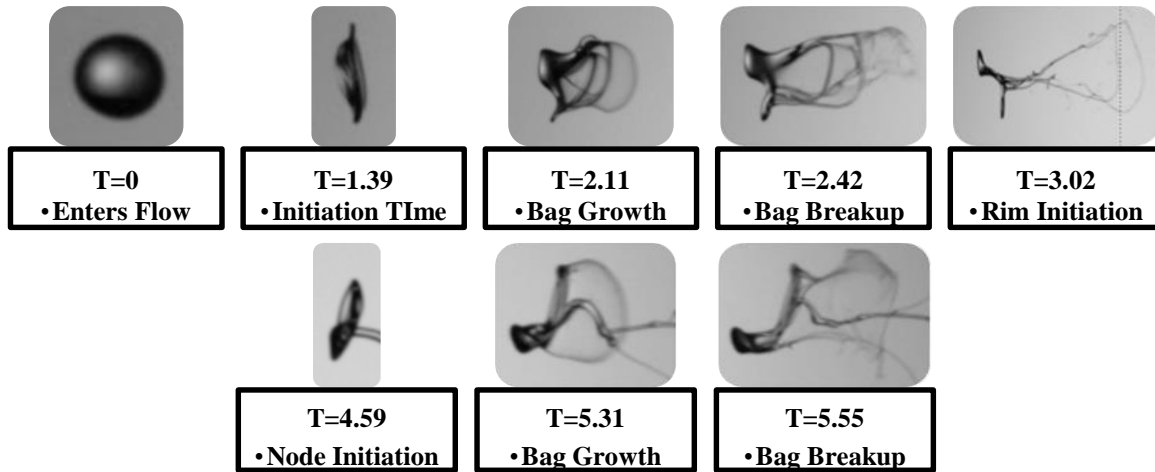 T=0
•Enters Flow
T=1.39
•Initiation TIme
T=2.11
•Bag Growth
T=2.42
•Bag Breakup
T=3.02
•Rim Initiation
T=4.59
•Node Initiation
T=5.31
•Bag Growth
T=5.55
•Bag Breakup